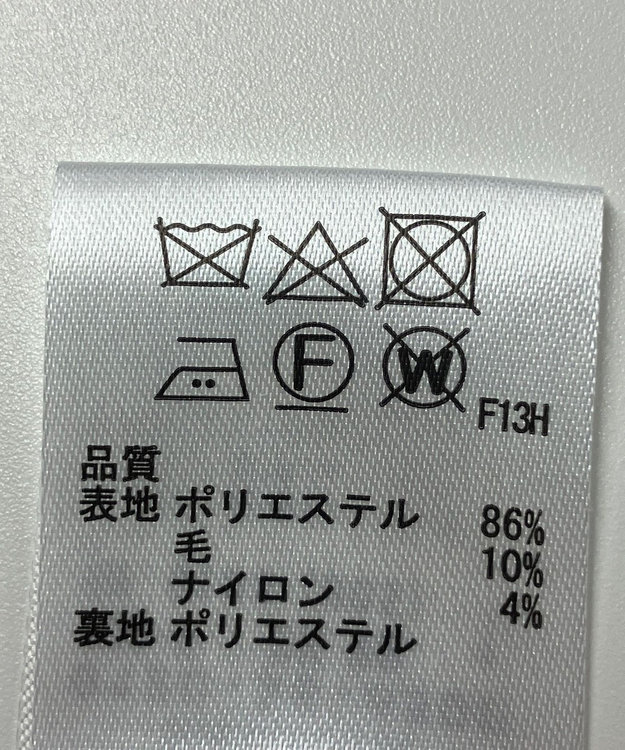 F W F13H
品質
表地 ポリエステル 86%
毛 10%
ナイロン 4%
裏地 ポリエステル